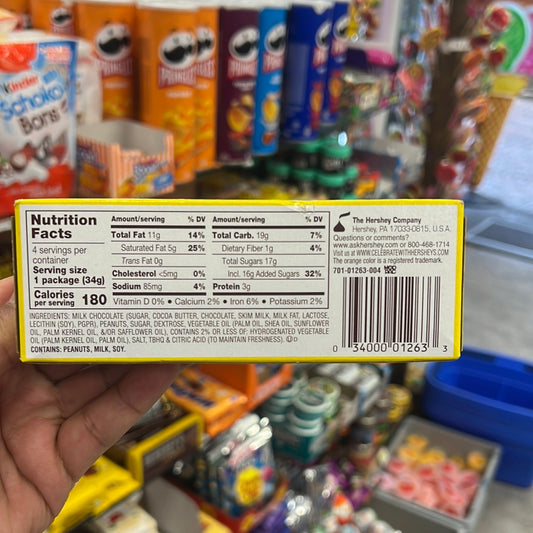 PRINGLES
Kinder
Schoko
Bons
Nutrition
Facts
4 servings per
container
Serving size
1 package (34g)
Calories
per serving 180
Amount/serving % DV
Total Fat 11g 14%
Saturated Fat 5g 25%
Trans Fat 0g
Cholesterol <5mg 0%
Sodium 85mg 4%
Amount/serving % DV
Total Carb. 19g 7%
Dietary Fiber 1g 4%
Total Sugars 17g
Incl. 16g Added Sugars 32%
Protein 3g
Vitamin D 0% • Calcium 2% • Iron 6% • Potassium 2%
INGREDIENTS: MILK CHOCOLATE (SUGAR, COCOA BUTTER, CHOCOLATE, SKIM MILK, MILK FAT, LACTOSE,
LECITHIN (SOY), PGPR), PEANUTS, SUGAR, DEXTROSE, VEGETABLE OIL (PALM OIL, SHEA OIL, SUNFLOWER
OIL, PALM KERNEL OIL, &/OR SAFFLOWER OIL), CONTAINS 2% OR LESS OF: HYDROGENATED VEGETABLE
OIL (PALM KERNEL OIL, PALM OIL), SALT, TBHQ & CITRIC ACID (TO MAINTAIN FRESHNESS). Ⓤ D
CONTAINS: PEANUTS, MILK, SOY.
The Hershey Company
Hershey, PA 17033-0815, U.S.A.
Questions or comments?
www.askhershey.com or 800-468-1714
Visit us at WWW.CELEBRATEWITHHERSHEYS.COM
The orange color is a registered trademark.
701-01263-004
0 34000 01263 3